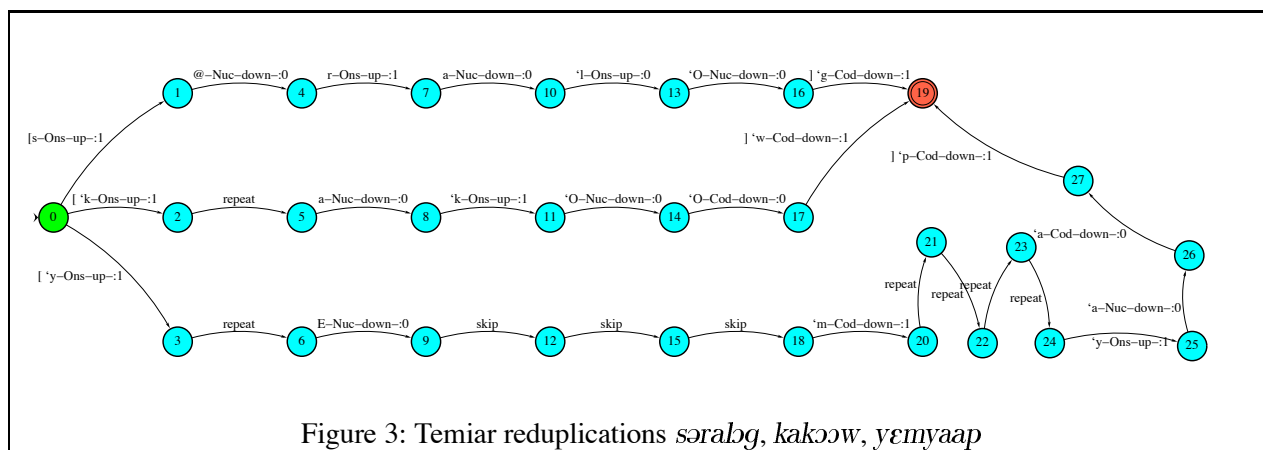 @–Nuc–down–:0 r–Ons–up–:1 a–Nuc–down–:0 ‘l–Ons–up–:0 ‘O–Nuc–down–:0 ] ‘g–Cod–down–:1
1 4 7 10 13 16 19
[s–Ons–up–:1 ] ‘w–Cod–down–:1
] ‘p–Cod–down–:1
27
[ ‘k–Ons–up–:1 repeat a–Nuc–down–:0 ‘k–Ons–up–:1 ‘O–Nuc–down–:0 ‘O–Cod–down–:0
0 2 5 8 11 14 17
21 23 ‘a–Cod–down–:0
26
[ ‘y–Ons–up–:1
repeat repeat repeat repeat
‘a–Nuc–down–:0
repeat E–Nuc–down–:0 skip skip skip ‘m–Cod–down–:1
3 6 9 12 15 18 20 22 24 ‘y–Ons–up–:1 25
Figure 3: Temiar reduplications səralɔg, kakɔɔw, yɛmyaap